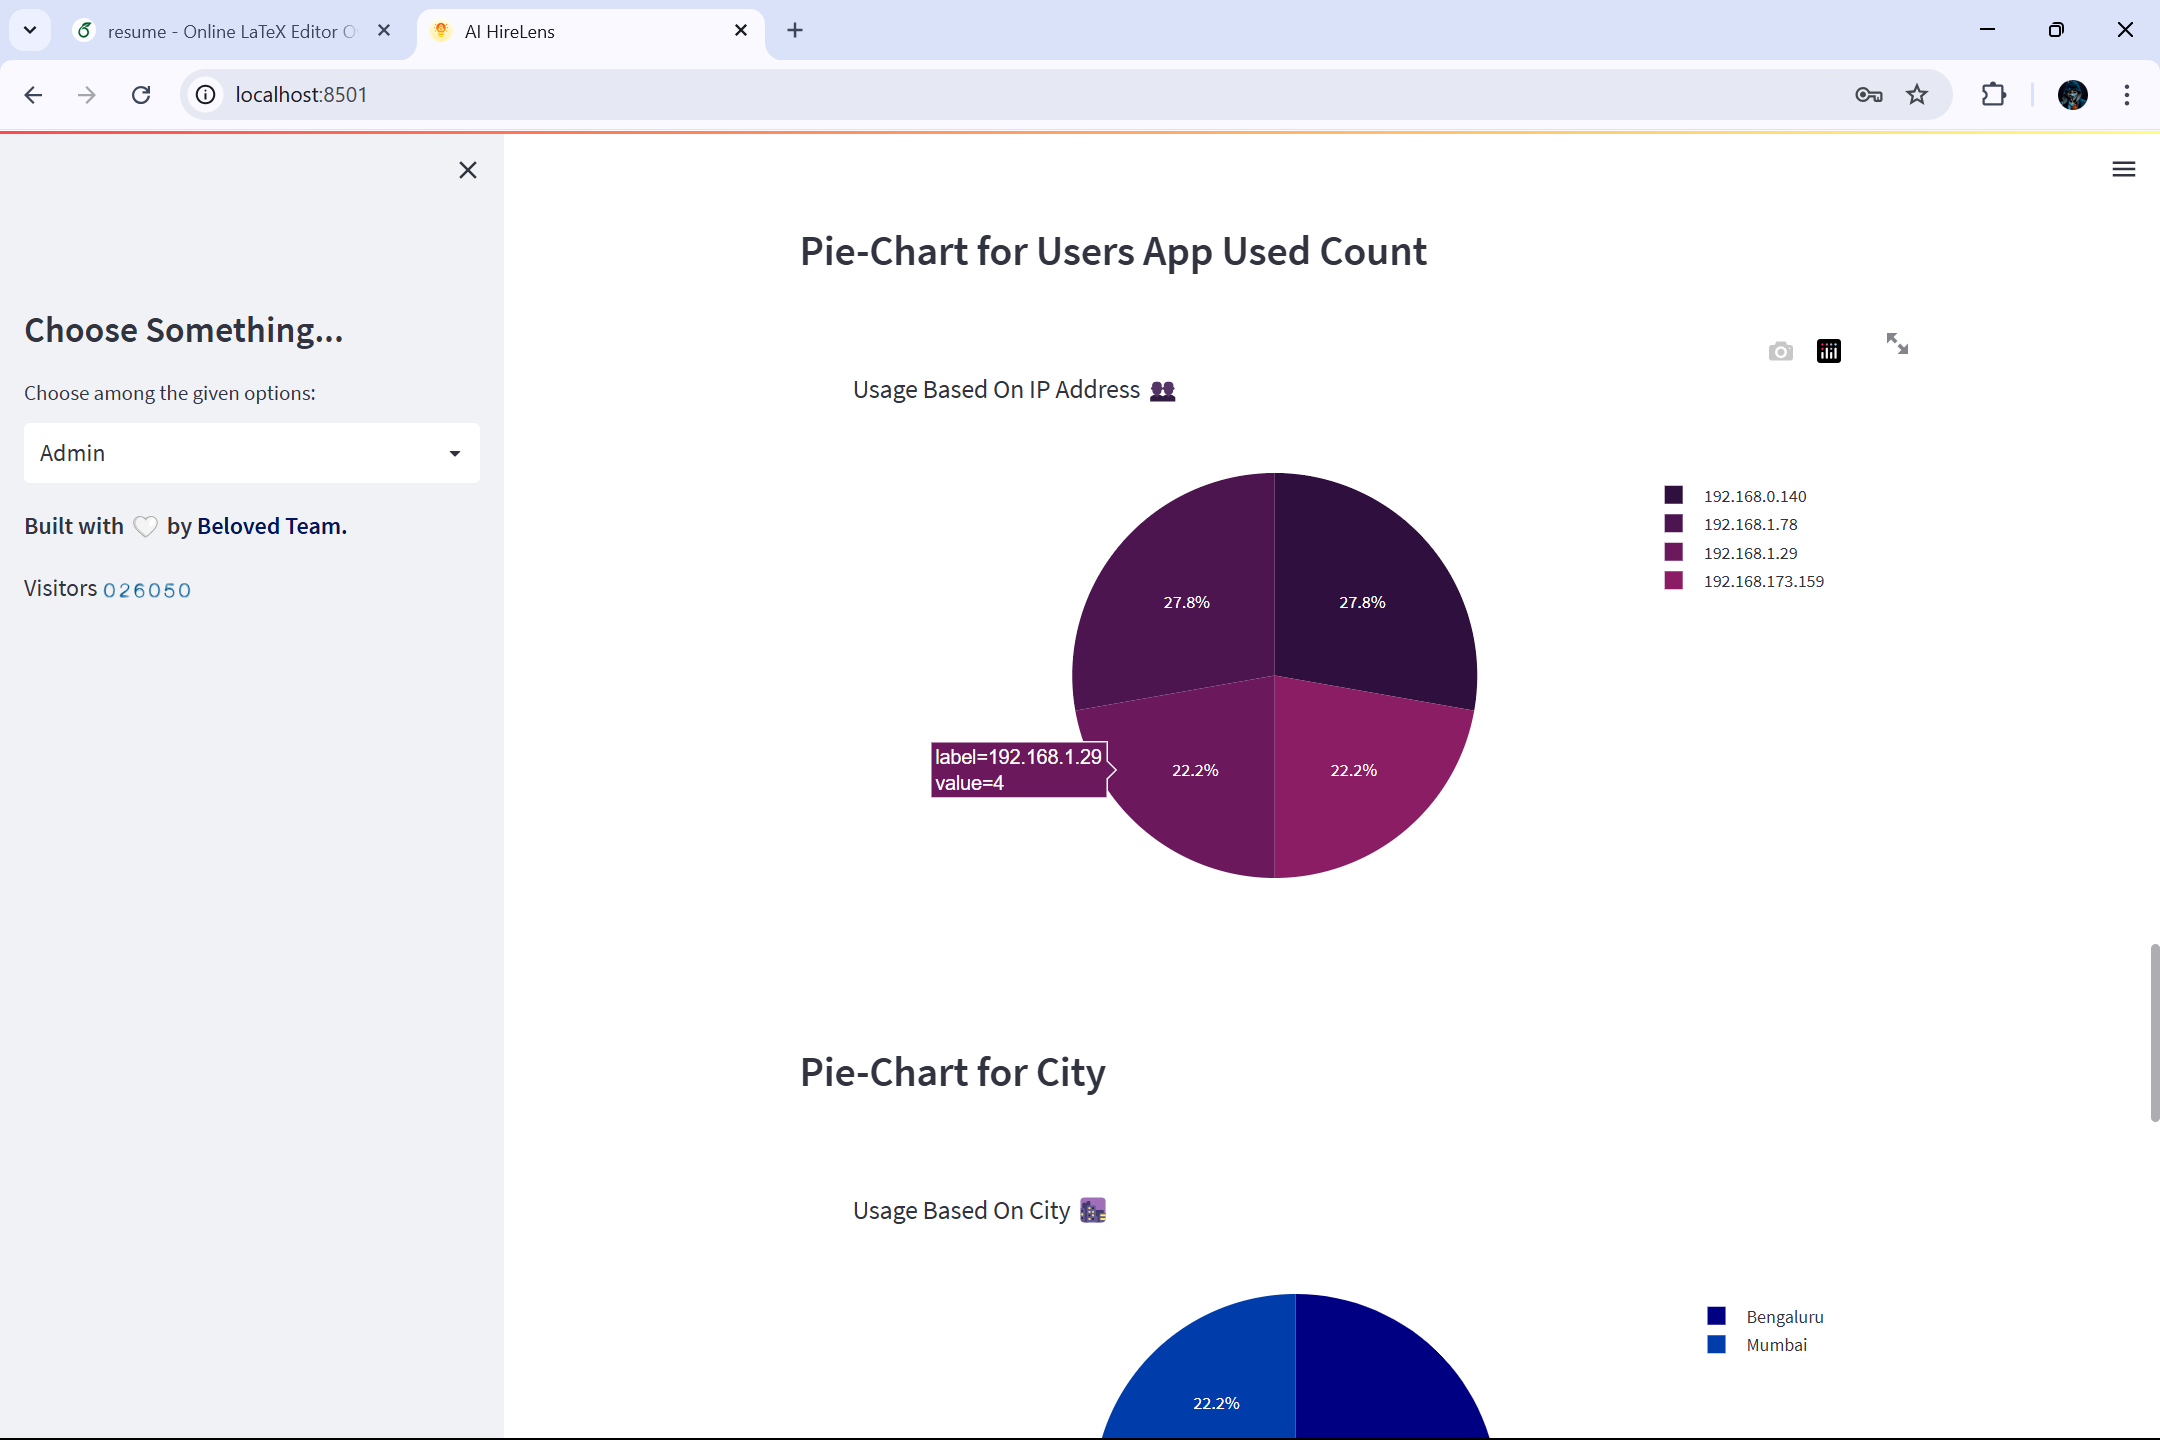 resume - Online LaTeX Editor O
AI HireLens
localhost:8501
Choose Something...
Choose among the given options:
Admin
Built with 🤍 by Beloved Team.
Visitors 026050
Pie-Chart for Users App Used Count
Usage Based On IP Address 👥
192.168.0.140
192.168.1.78
192.168.1.29
192.168.173.159
27.8%
27.8%
label=192.168.1.29
value=4
22.2%
22.2%
Pie-Chart for City
Usage Based On City 🌆
Bengaluru
Mumbai
22.2%